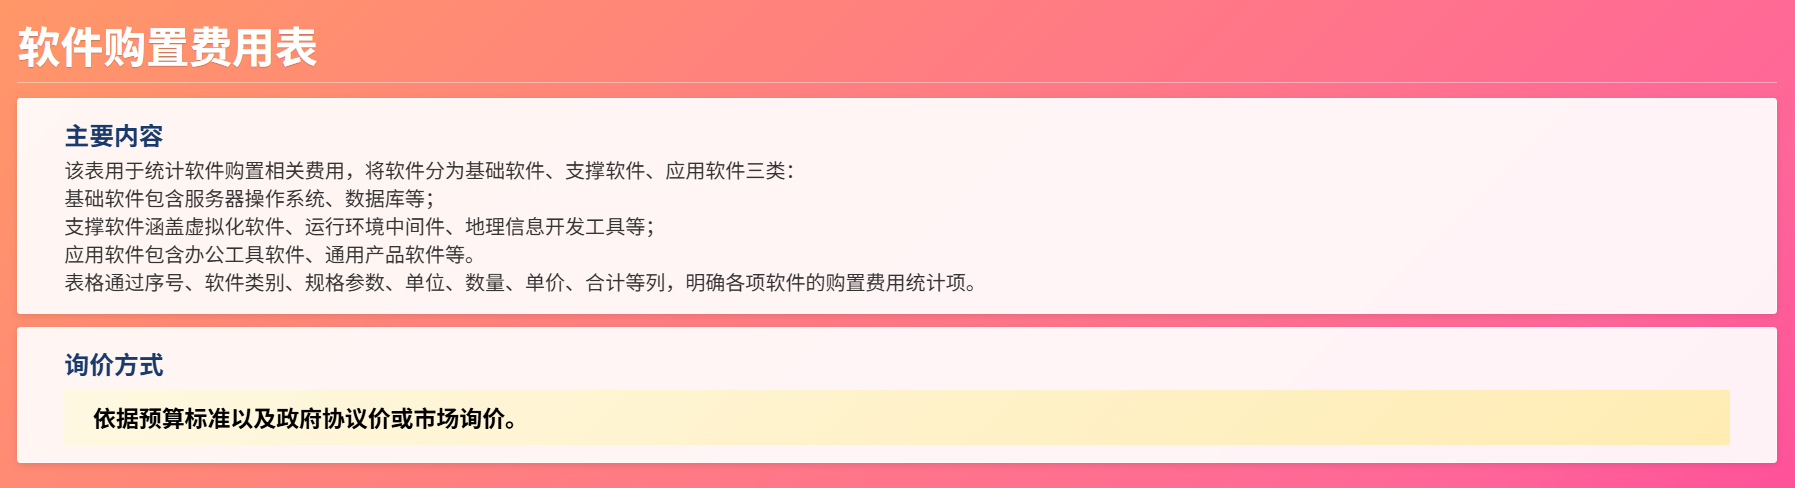 软件购置费用表
主要内容
该表用于统计软件购置相关费用，将软件分为基础软件、支撑软件、应用软件三类：
基础软件包含服务器操作系统、数据库等；
支撑软件涵盖虚拟化软件、运行环境中间件、地理信息开发工具等；
应用软件包含办公工具软件、通用产品软件等。
表格通过序号、软件类别、规格参数、单位、数量、单价、合计等列，明确各项软件的购置费用统计项。
询价方式
依据预算标准以及政府协议价或市场询价。